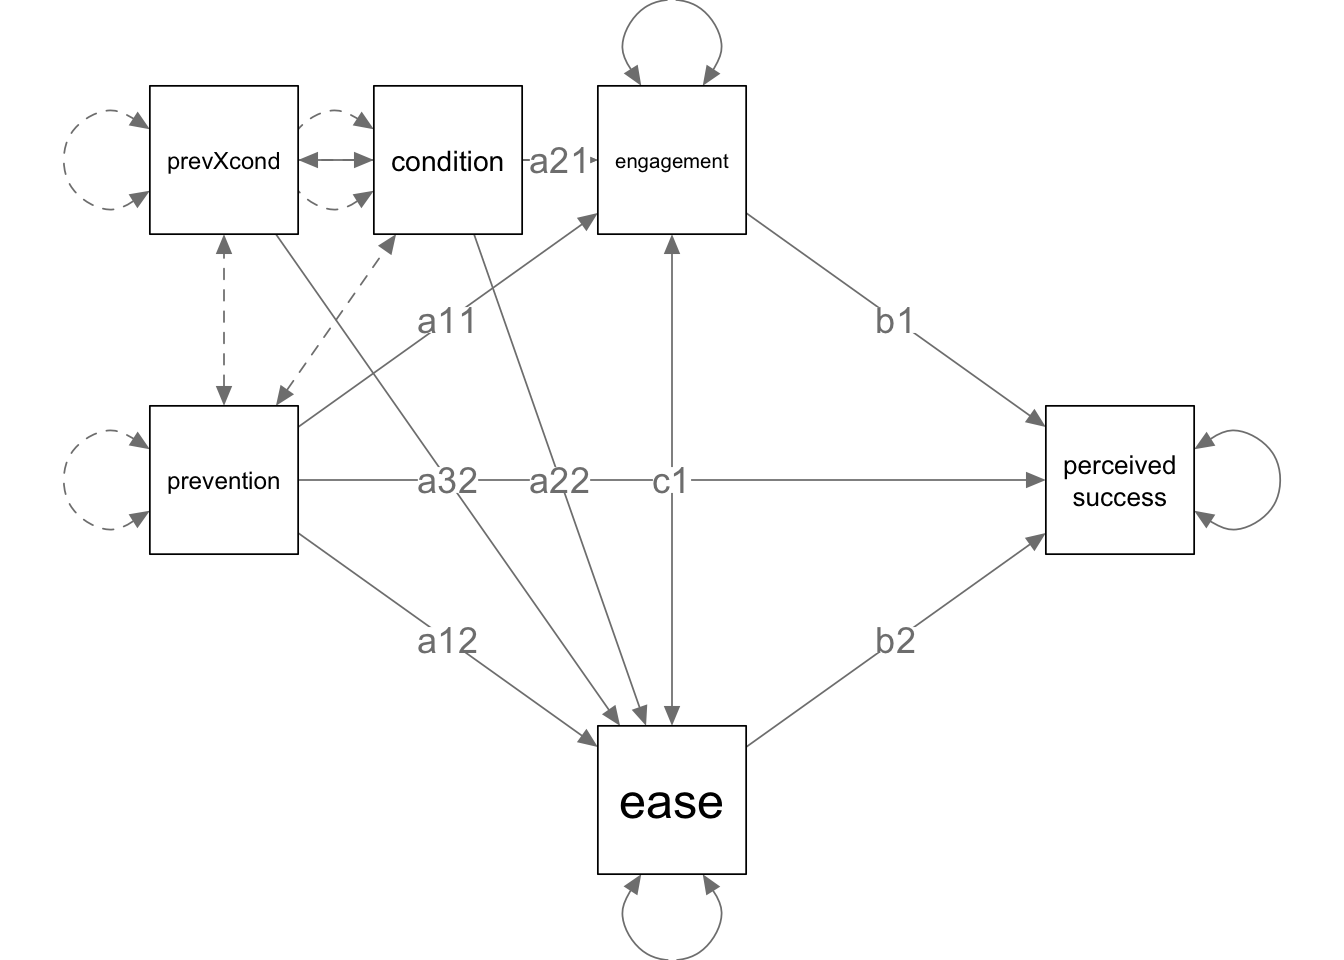 prevXcond
condition
a21
engagement
a11
b1
prevention
a32
a22
c1
perceived
success
a12
b2
ease